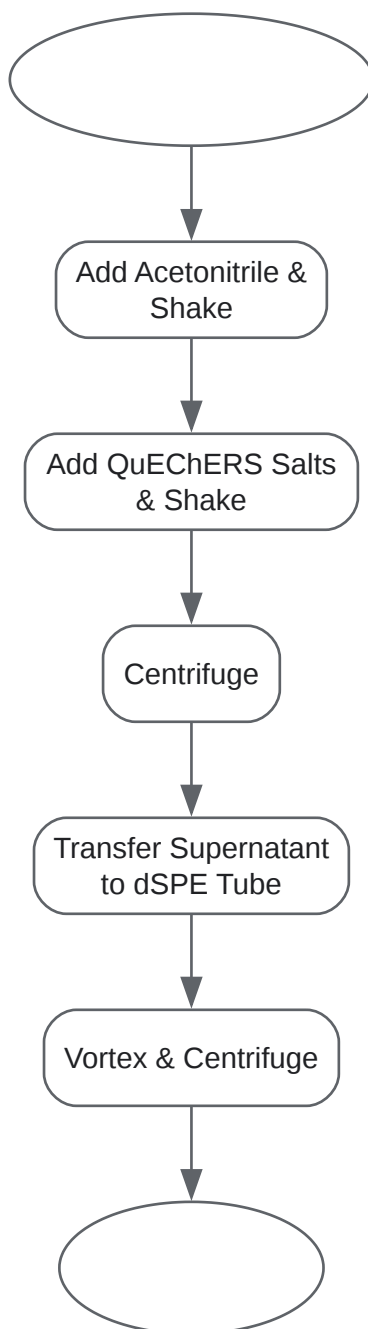 Add Acetonitrile &
Shake
Add QuEChERS Salts
& Shake
Centrifuge
Transfer Supernatant
to dSPE Tube
Vortex & Centrifuge